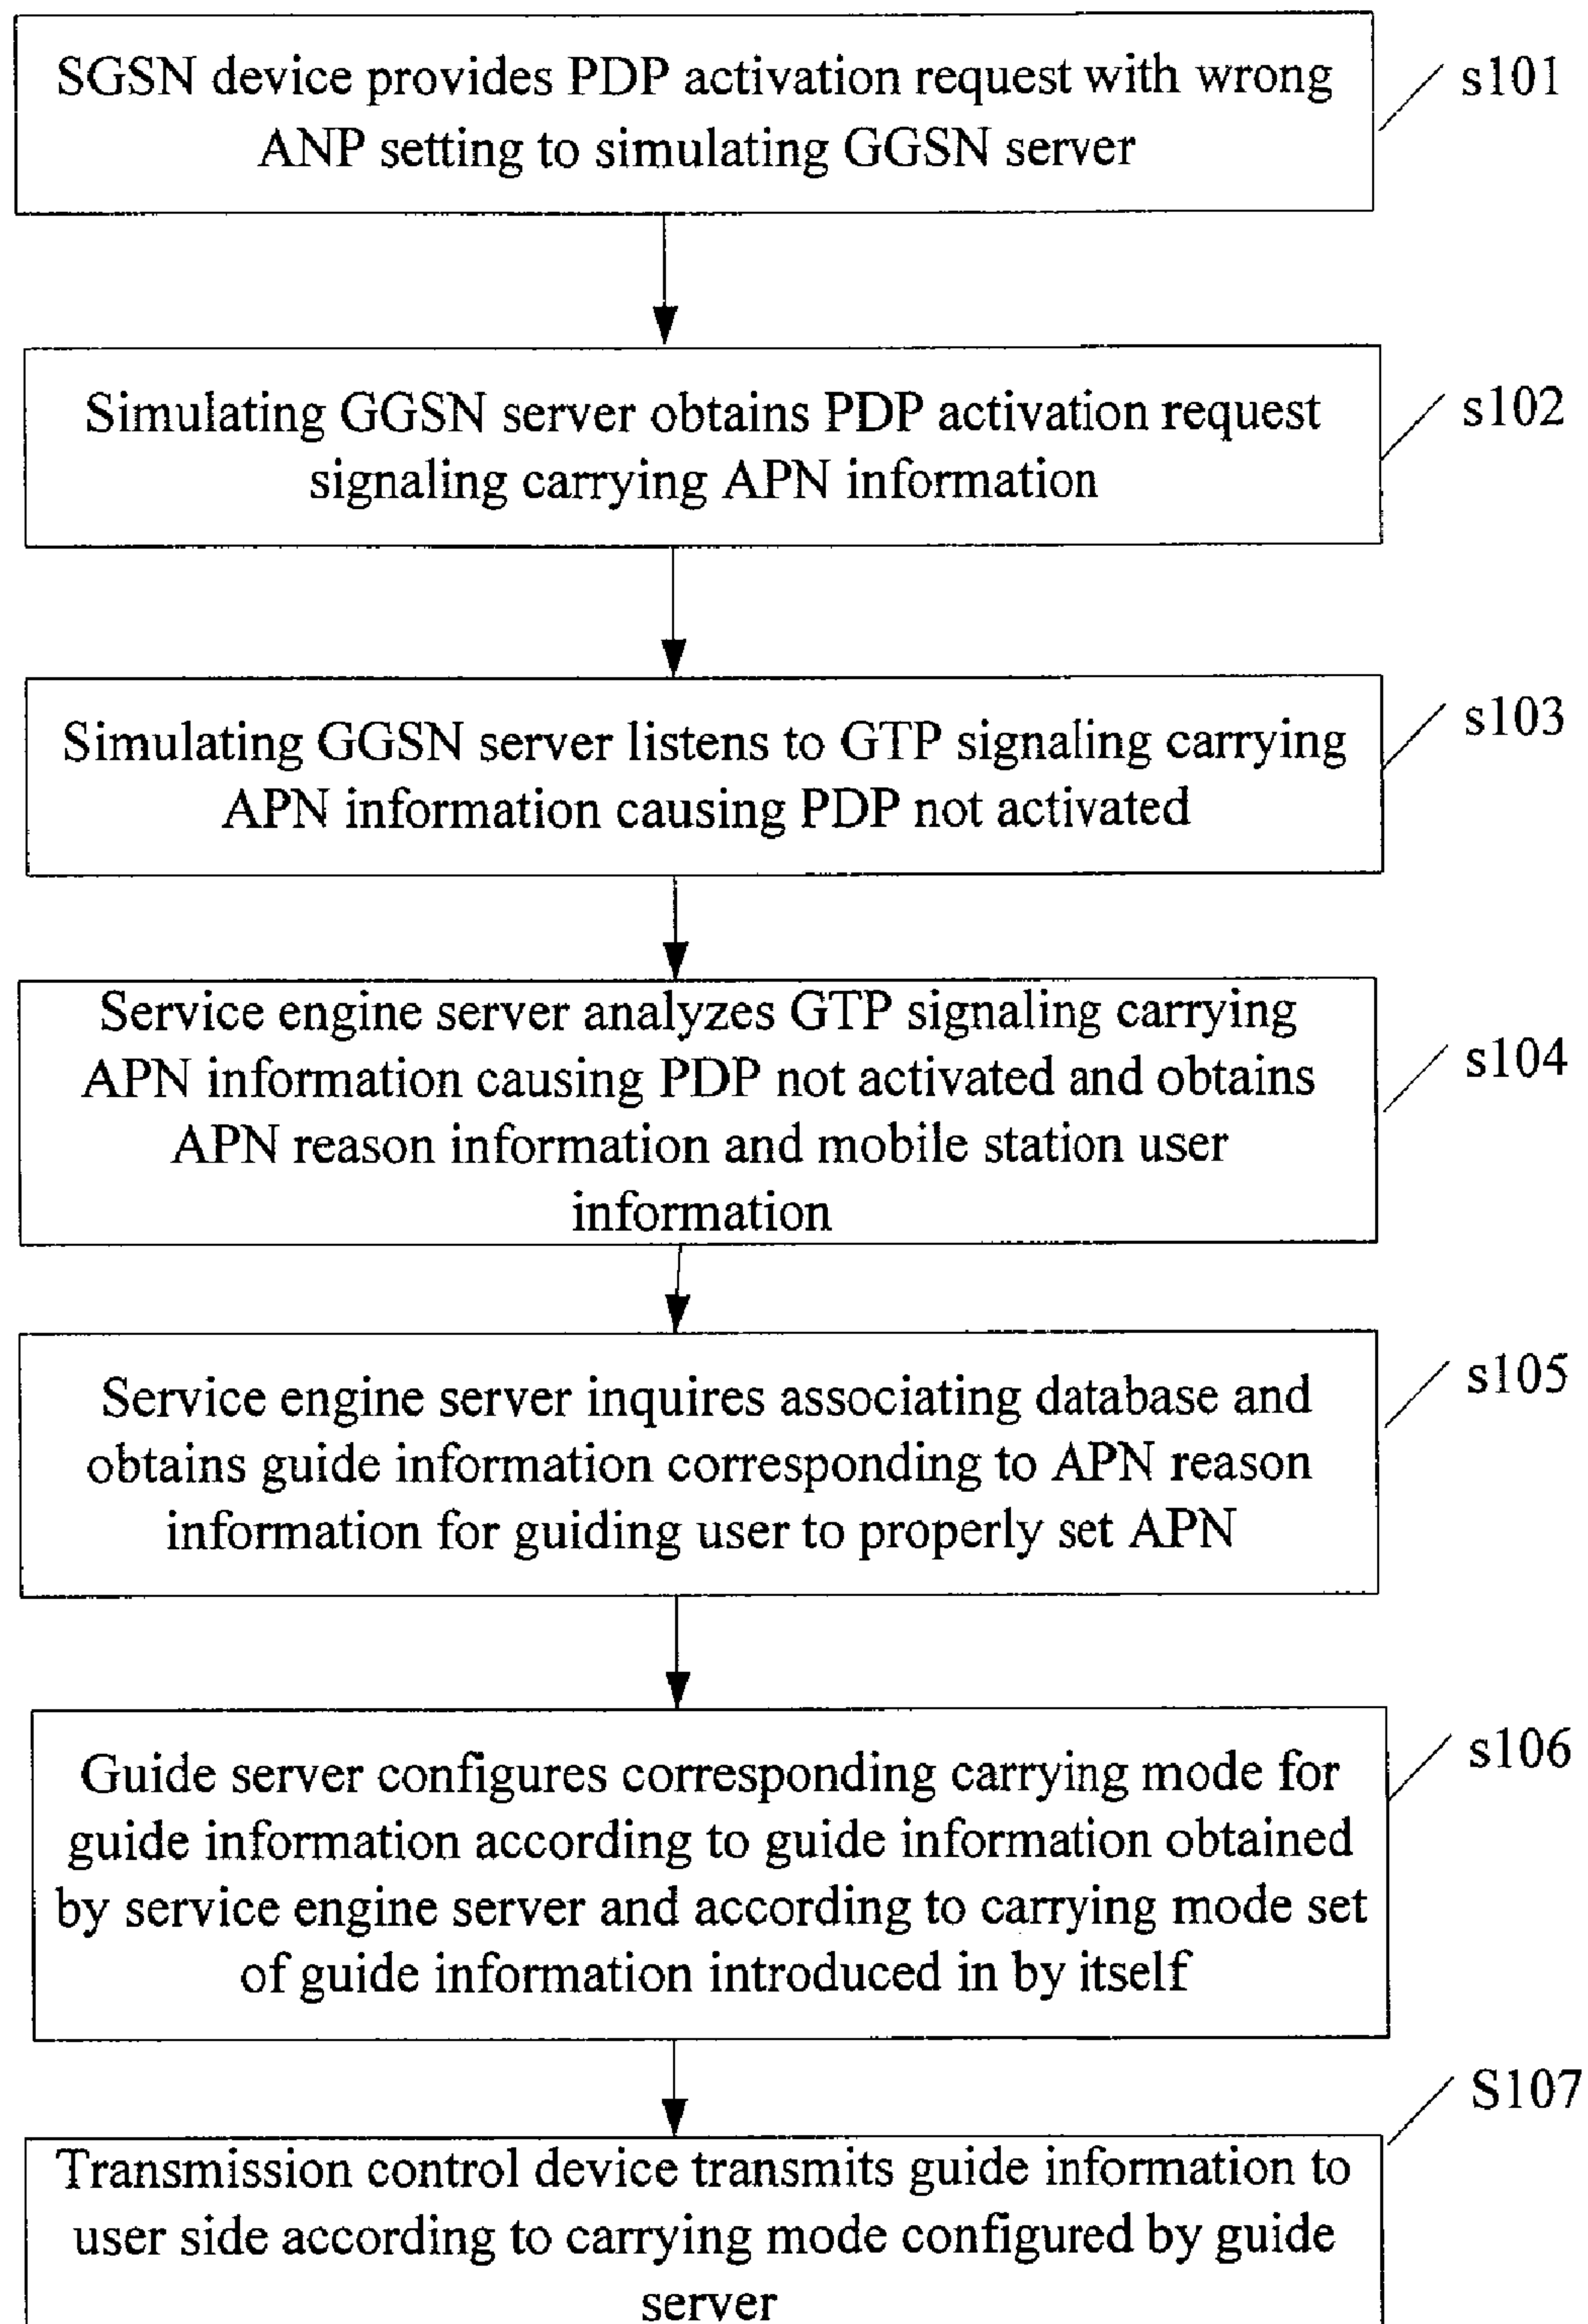 SGSN device provides PDP activation request with wrong
ANP setting to simulating GGSN server
s101
Simulating GGSN server obtains PDP activation request
signaling carrying APN information
s102
Simulating GGSN server listens to GTP signaling carrying
APN information causing PDP not activated
s103
Service engine server analyzes GTP signaling carrying
APN information causing PDP not activated and obtains
APN reason information and mobile station user
information
s104
Service engine server inquires associating database and
obtains guide information corresponding to APN reason
information for guiding user to properly set APN
s105
Guide server configures corresponding carrying mode for
guide information according to guide information obtained
by service engine server and according to carrying mode set
of guide information introduced in by itself
s106
Transmission control device transmits guide information to
user side according to carrying mode configured by guide
server
S107